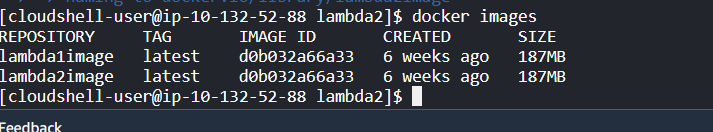 [cloudshell-user@ip-10-132-52-88 lambda2]$ docker images
REPOSITORY TAG IMAGE ID CREATED SIZE
lambda2image latest d0b032a66a33 6 weeks ago 187MB
lambda1image latest d0b032a66a33 6 weeks ago 187MB
[cloudshell-user@ip-10-132-52-88 lambda2]$
Feedback